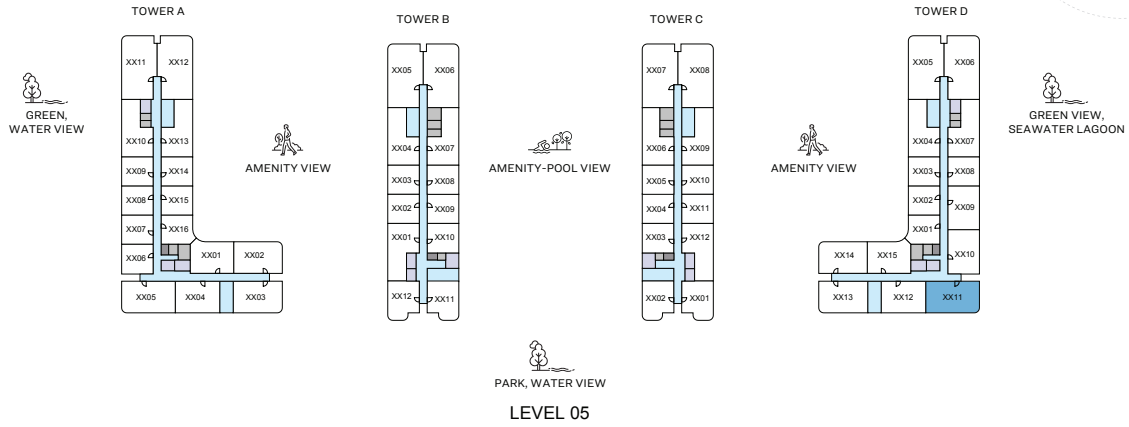 TOWER A
TOWER B
TOWER C
TOWER D
XX11 XX12
XX10 XX13
XX09 XX14
XX08 XX15
XX07 XX16
XX06 XX01 XX02
XX05 XX04 XX03
XX05 XX06
XX04 XX07
XX03 XX08
XX02 XX09
XX01 XX10
XX12 XX11
XX07 XX08
XX06 XX09
XX05 XX10
XX04 XX11
XX03 XX12
XX02 XX01
XX05 XX06
XX04 XX07
XX03 XX08
XX02 XX09
XX01
XX14 XX15 XX10
XX13 XX12 XX11
GREEN,
WATER VIEW
AMENITY VIEW
AMENITY-POOL VIEW
AMENITY VIEW
GREEN VIEW,
SEAWATER LAGOON
PARK, WATER VIEW
LEVEL 05